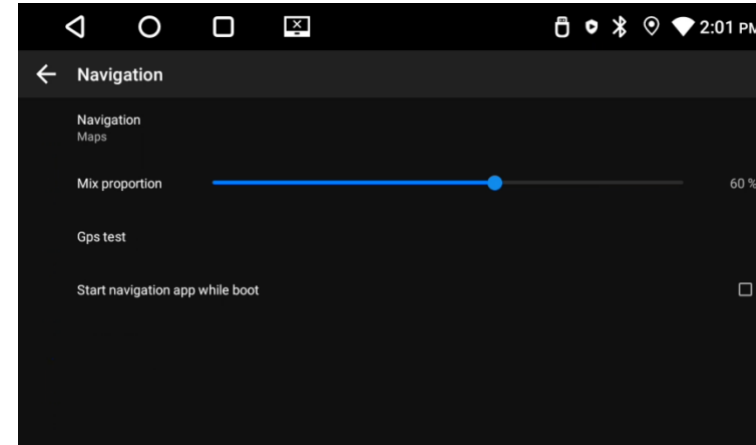 2:01 PM
Navigation
Navigation
Maps
Mix proportion
60 %
Gps test
Start navigation app while boot